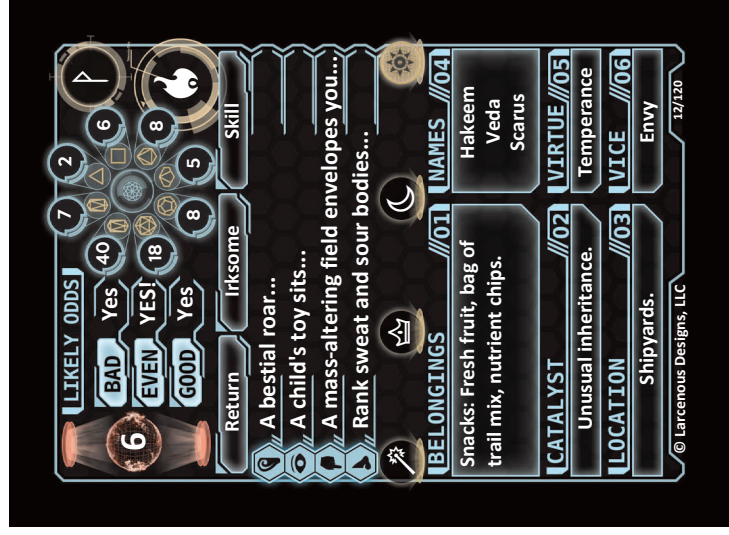 6
LIKELY ODDS
BAD Yes
EVEN YES!
GOOD Yes
7 2
40 6
18 8
8 5
ᚹ
Return Irksome Skill
A bestial roar...
A child's toy sits...
A mass-altering field envelopes you...
Rank sweat and sour bodies...
BELONGINGS //01
Snacks: Fresh fruit, bag of
trail mix, nutrient chips.
NAMES //04
Hakeem
Veda
Scarus
CATALYST //02
Unusual inheritance.
VIRTUE //05
Temperance
LOCATION //03
Shipyards.
VICE //06
Envy
© Larcenous Designs, LLC
12/120